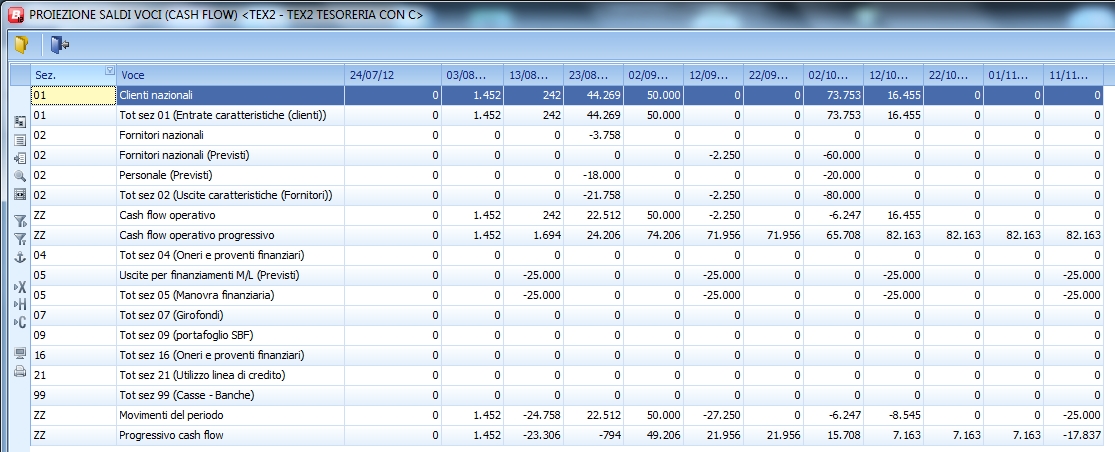 PROIEZIONE SALDI VOCI (CASH FLOW) <TEX2 - TEX2 TESORERIA CON C>
Sez. Voce 24/07/12 03/08... 13/08... 23/08... 02/09... 12/09... 22/09... 02/10... 12/10... 22/10... 01/11... 11/11...
01 Clienti nazionali 0 1.452 242 44.269 50.000 0 0 73.753 16.455 0 0 0
01 Tot sez 01 (Entrate caratteristiche (clienti)) 0 1.452 242 44.269 50.000 0 0 73.753 16.455 0 0 0
02 Fornitori nazionali 0 0 0 -3.758 0 0 0 0 0 0 0 0
02 Fornitori nazionali (Previsti) 0 0 0 0 0 -2.250 0 -60.000 0 0 0 0
02 Personale (Previsti) 0 0 0 -18.000 0 0 0 -20.000 0 0 0 0
02 Tot sez 02 (Uscite caratteristiche (Fornitori)) 0 0 0 -21.758 0 -2.250 0 -80.000 0 0 0 0
ZZ Cash flow operativo 0 1.452 242 22.512 50.000 -2.250 0 -6.247 16.455 0 0 0
ZZ Cash flow operativo progressivo 0 1.452 1.694 24.206 74.206 71.956 71.956 65.708 82.163 82.163 82.163 82.163
04 Tot sez 04 (Oneri e proventi finanziari) 0 0 0 0 0 0 0 0 0 0 0 0
05 Uscite per finanziamenti M/L (Previsti) 0 0 -25.000 0 0 -25.000 0 0 -25.000 0 0 -25.000
05 Tot sez 05 (Manovra finanziaria) 0 0 -25.000 0 0 -25.000 0 0 -25.000 0 0 -25.000
07 Tot sez 07 (Girofondi) 0 0 0 0 0 0 0 0 0 0 0 0
09 Tot sez 09 (portafoglio SBF) 0 0 0 0 0 0 0 0 0 0 0 0
16 Tot sez 16 (Oneri e proventi finanziari) 0 0 0 0 0 0 0 0 0 0 0 0
21 Tot sez 21 (Utilizzo linea di credito) 0 0 0 0 0 0 0 0 0 0 0 0
99 Tot sez 99 (Casse - Banche) 0 0 0 0 0 0 0 0 0 0 0 0
ZZ Movimenti del periodo 0 1.452 -24.758 22.512 50.000 -27.250 0 -6.247 -8.545 0 0 -25.000
ZZ Progressivo cash flow 0 1.452 -23.306 -794 49.206 21.956 21.956 15.708 7.163 7.163 7.163 -17.837